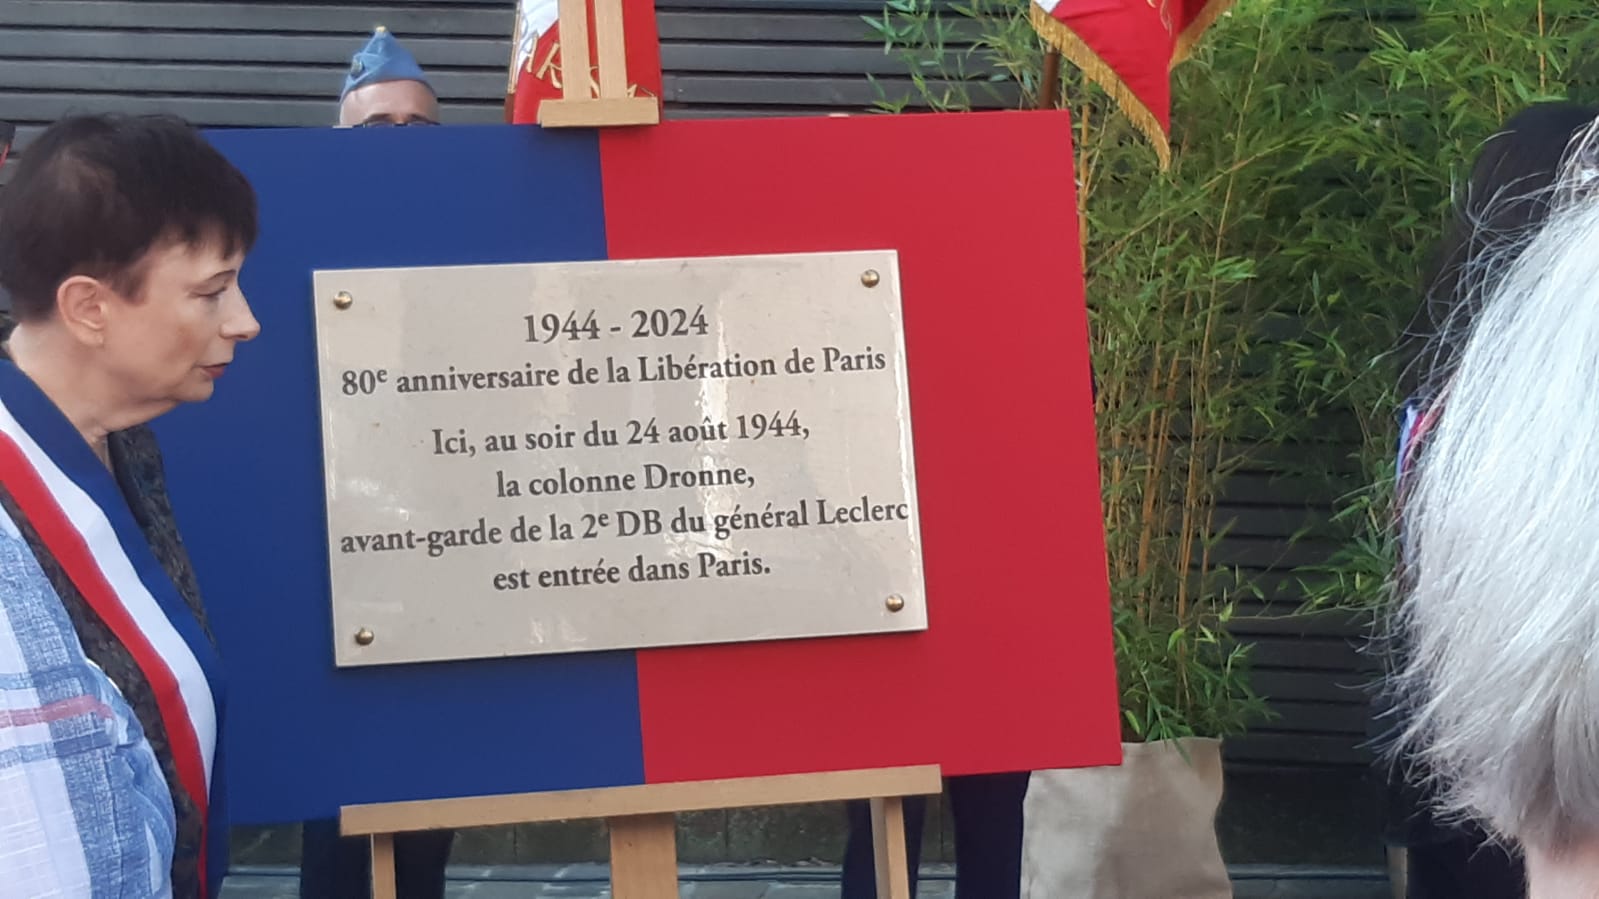 1944 - 2024
80e anniversaire de la Libération de Paris
Ici, au soir du 24 août 1944,
la colonne Dronne,
avant-garde de la 2e DB du général Leclerc
est entrée dans Paris.